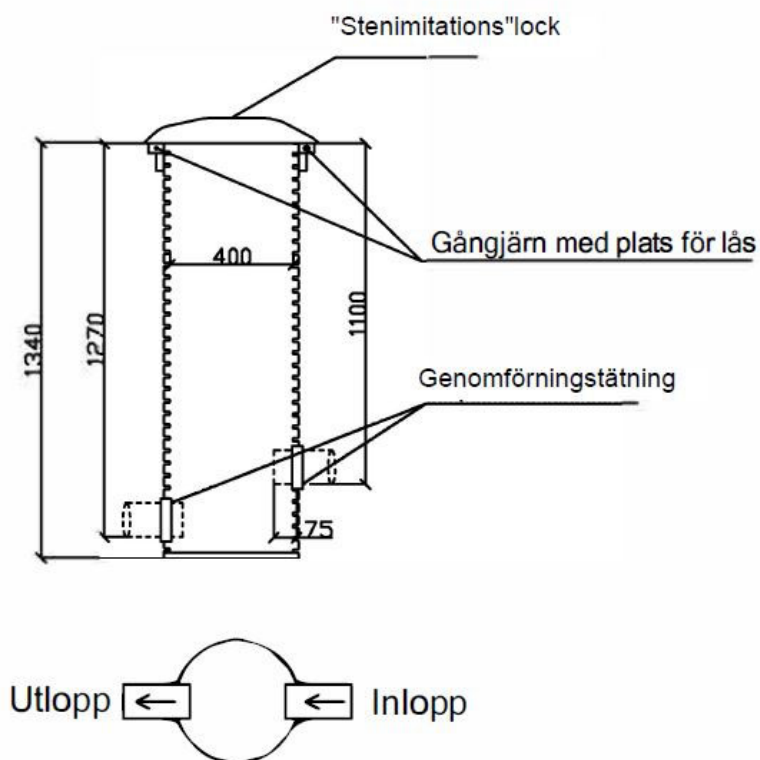 "Stenimitations"lock
Gångjärn med plats för lås
400
1100
1270
1340
Genomförningstätning
75
Utlopp
Inlopp